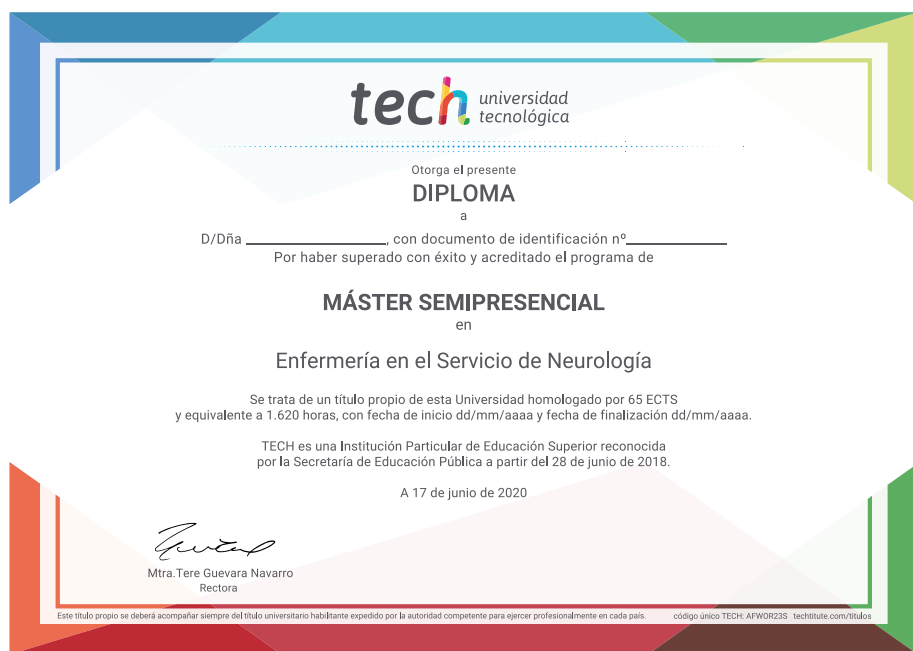 tech universidad
tecnológica
Otorga el presente
DIPLOMA
a
D/Dña ________________, con documento de identificación nº____________
Por haber superado con éxito y acreditado el programa de
MÁSTER SEMIPRESENCIAL
en
Enfermería en el Servicio de Neurología
Se trata de un título propio de esta Universidad homologado por 65 ECTS
y equivalente a 1.620 horas, con fecha de inicio dd/mm/aaaa y fecha de finalización dd/mm/aaaa.
TECH es una Institución Particular de Educación Superior reconocida
por la Secretaría de Educación Pública a partir del 28 de junio de 2018.
A 17 de junio de 2020
Mtra.Tere Guevara Navarro
Rectora
Este título propio se deberá acompañar siempre del título universitario habilitante expedido por la autoridad competente para ejercer profesionalmente en cada país. código único TECH: AFWOR23S techtitute.com/titulos